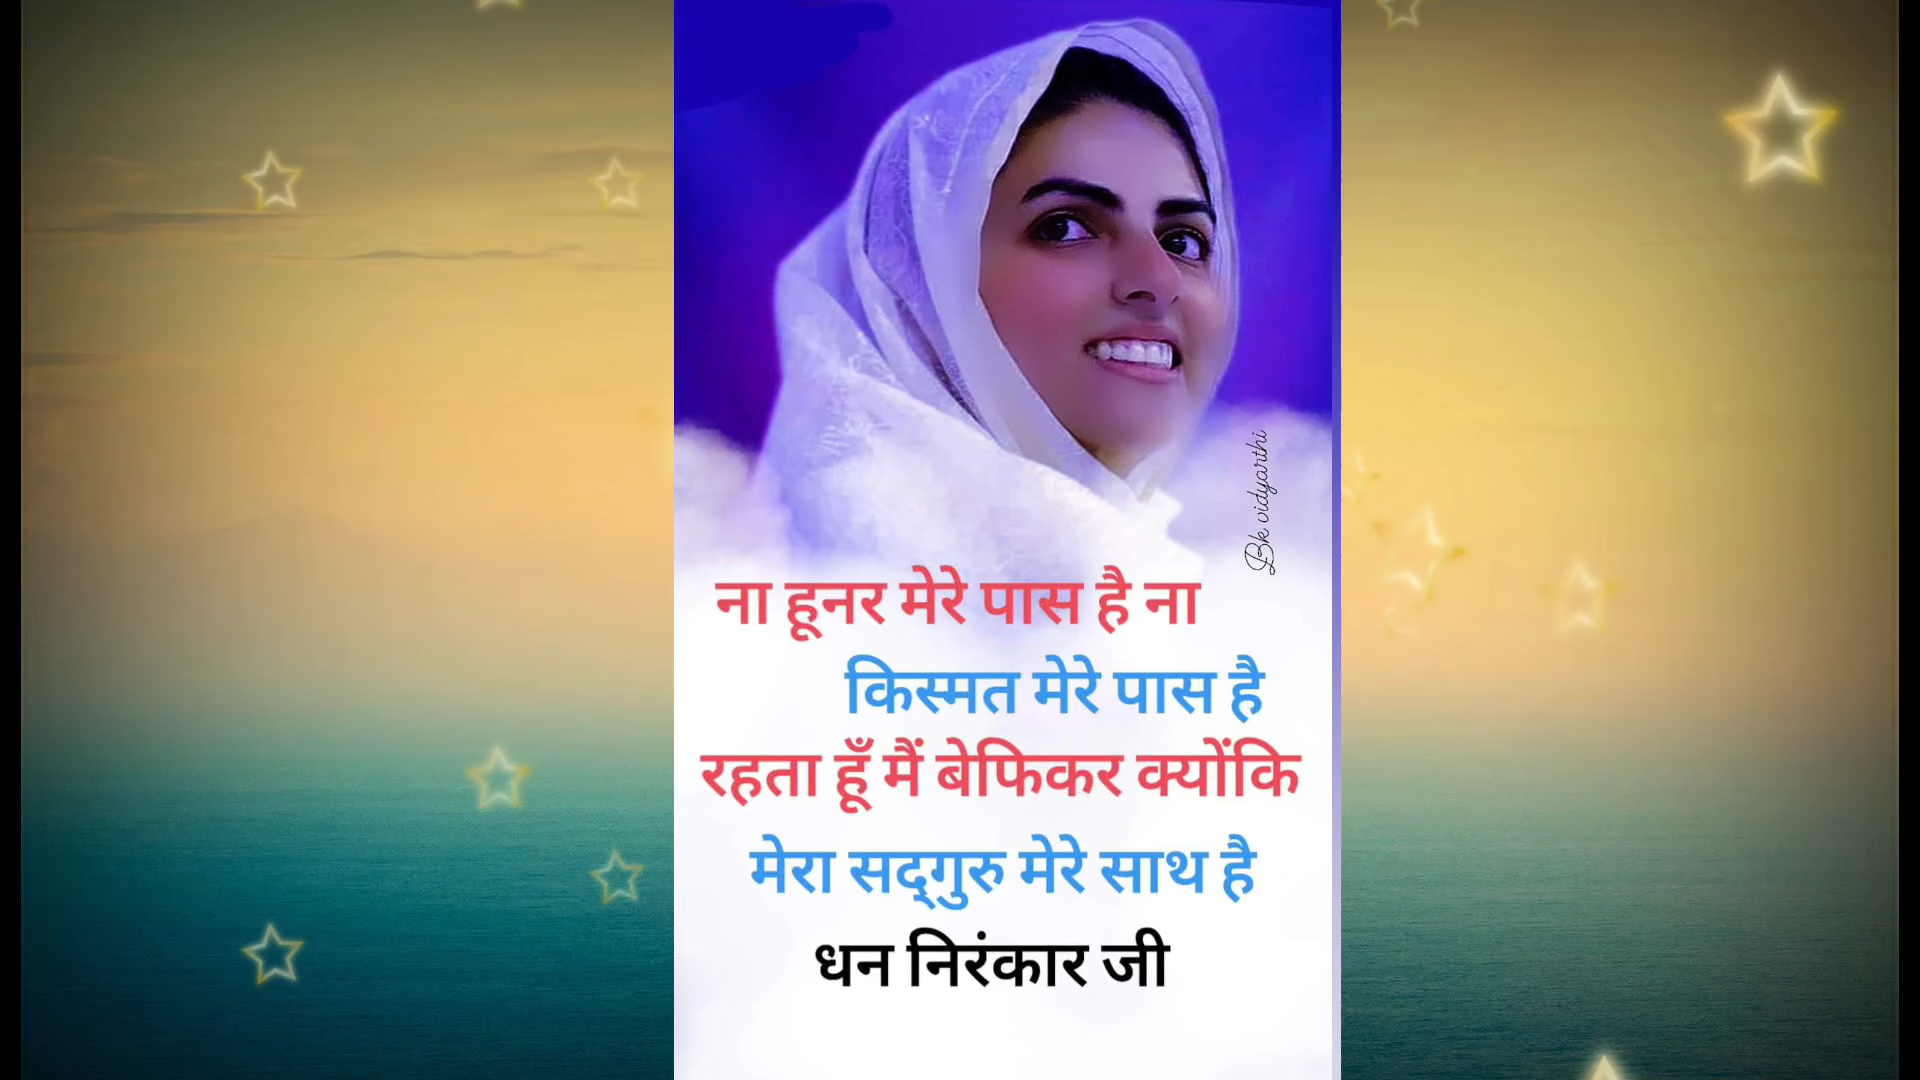 Bk vidyarthi
ना हूनर मेरे पास है ना
किस्मत मेरे पास है
रहता हूँ मैं बेफिकर क्योंकि
मेरा सद्‌गुरु मेरे साथ है
धन निरंकार जी